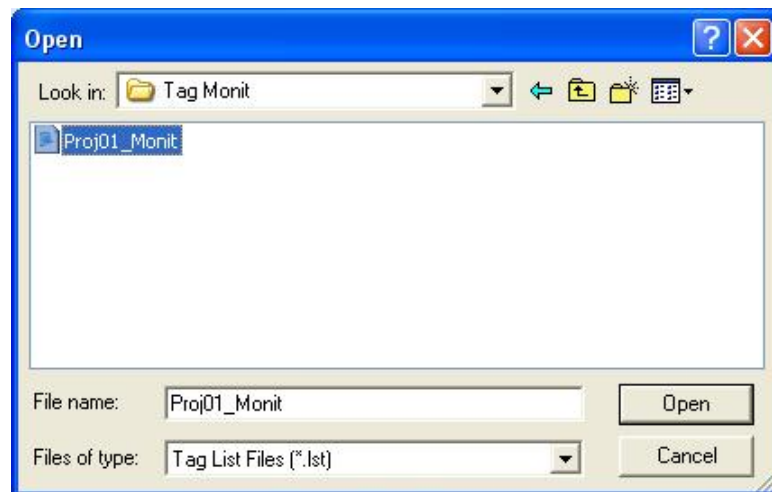 Open
Look in: Tag Monit
Proj01_Monit
File name: Proj01_Monit Open
Files of type: Tag List Files (*.lst) Cancel